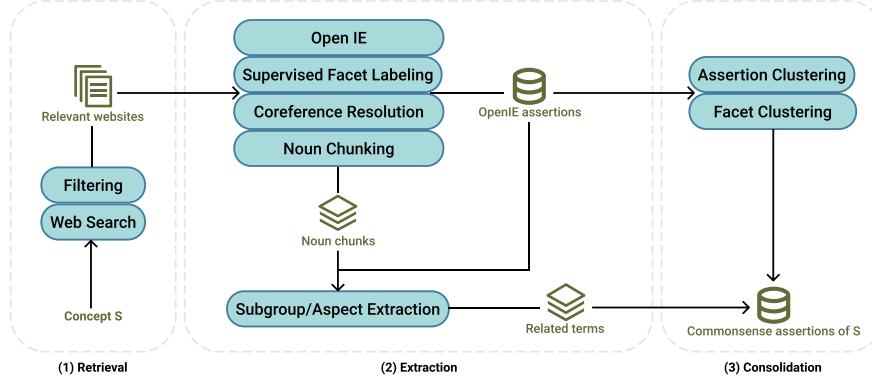 Relevant websites
Filtering
Web Search
Concept S
(1) Retrieval
Open IE
Supervised Facet Labeling
Coreference Resolution
Noun Chunking
OpenIE assertions
Noun chunks
Subgroup/Aspect Extraction
Related terms
(2) Extraction
Assertion Clustering
Facet Clustering
Commonsense assertions of S
(3) Consolidation